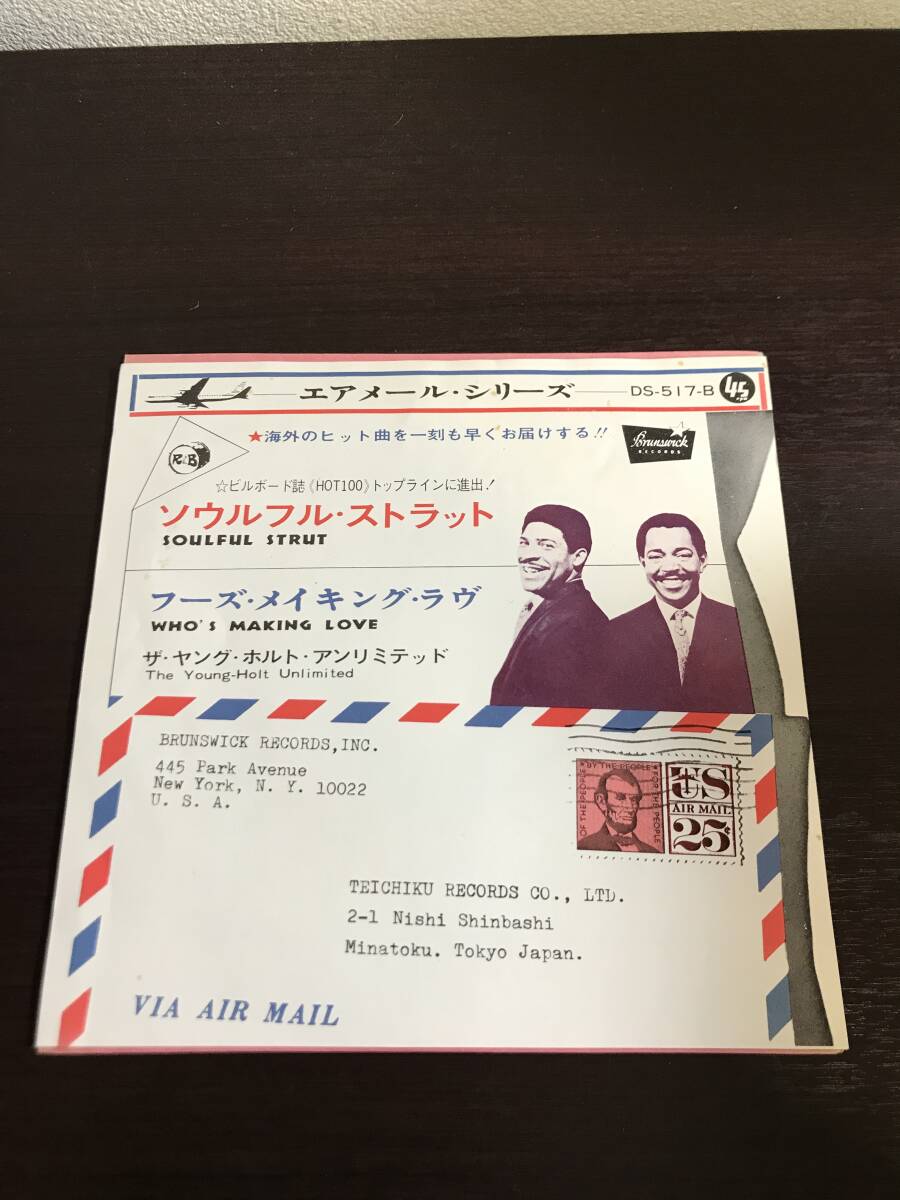 エアメール・シリーズ
DS-517-B
45
★海外のヒット曲を一刻も早くお届けする!!
Brunswick
RECORDS
R&B
☆ビルボード誌《HOT100》トップラインに進出!
ソウルフル・ストラット
SOULFUL STRUT
フーズ・メイキング・ラヴ
WHO'S MAKING LOVE
ザ・ヤング・ホルト・アンリミテッド
The Young-Holt Unlimited
BRUNSWICK RECORDS,INC.
445 Park Avenue
New York, N. Y. 10022
U. S. A.
OF THE PEOPLE
BY THE PEOPLE
FOR THE PEOPLE
US
AIR MAIL
25¢
TEICHIKU RECORDS CO., LTD.
2-1 Nishi Shinbashi
Minatoku. Tokyo Japan.
VIA AIR MAIL